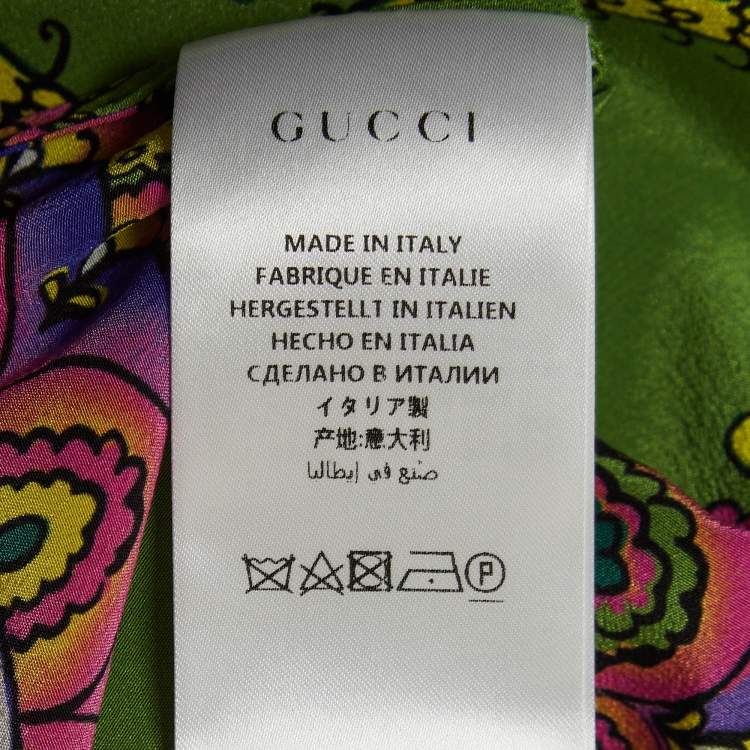 GUCCI
MADE IN ITALY
FABRIQUE EN ITALIE
HERGESTELLT IN ITALIEN
HECHO EN ITALIA
СДЕЛАНО В ИТАЛИИ
イタリア製
产地:意大利
صنع في إيطاليا
P